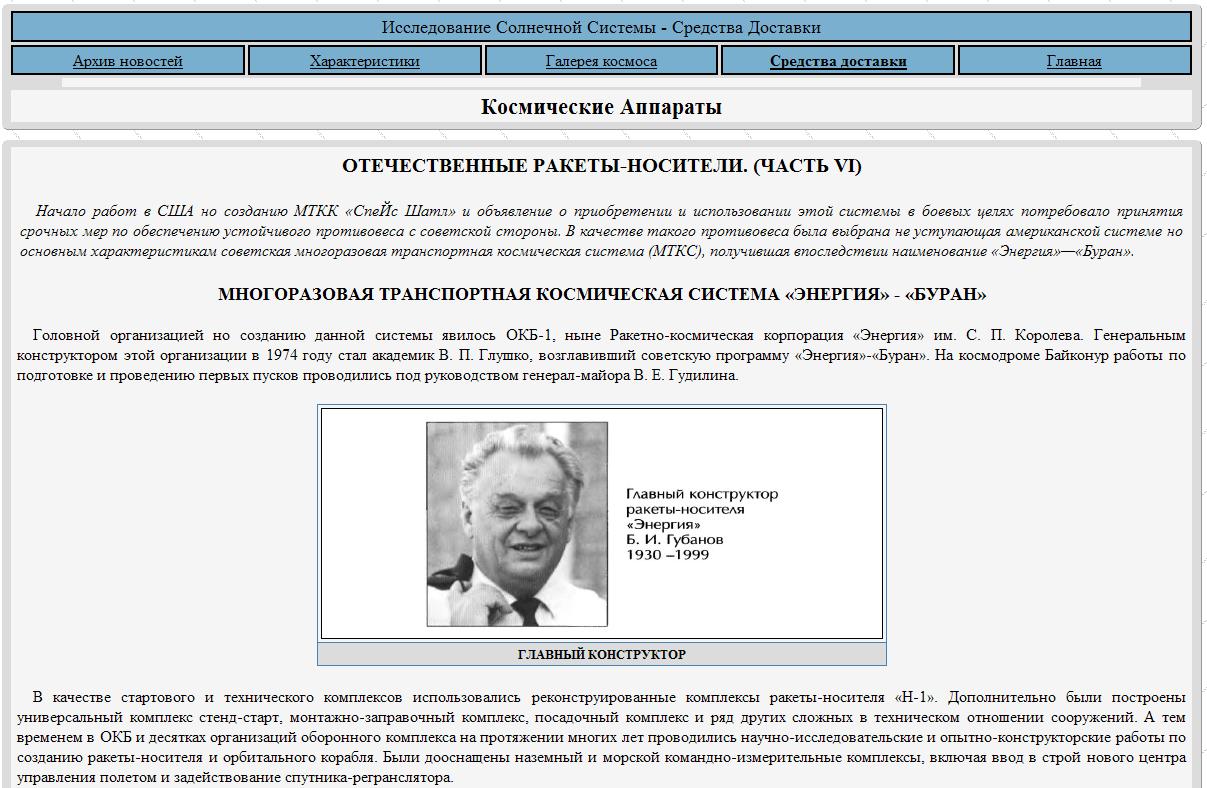 Исследование Солнечной Системы - Средства Доставки
Архив новостей
Характеристики
Галерея космоса
Средства доставки
Главная
Космические Аппараты
ОТЕЧЕСТВЕННЫЕ РАКЕТЫ-НОСИТЕЛИ. (ЧАСТЬ VI)
Начало работ в США но созданию МТКК «СпеЙс Шатл» и объявление о приобретении и использовании этой системы в боевых целях потребовало принятия
срочных мер по обеспечению устойчивого противовеса с советской стороны. В качестве такого противовеса была выбрана не уступающая американской системе но
основным характеристикам советская многоразовая транспортная космическая система (МТКС), получившая впоследствии наименование «Энергия»—«Буран».
МНОГОРАЗОВАЯ ТРАНСПОРТНАЯ КОСМИЧЕСКАЯ СИСТЕМА «ЭНЕРГИЯ» - «БУРАН»
Головной организацией но созданию данной системы явилось ОКБ-1, ныне Ракетно-космическая корпорация «Энергия» им. С. П. Королева. Генеральным
конструктором этой организации в 1974 году стал академик В. П. Глушко, возглавивший советскую программу «Энергия»-«Буран». На космодроме Байконур работы по
подготовке и проведению первых пусков проводились под руководством генерал-майора В. Е. Гудилина.
Главный конструктор
ракеты-носителя
«Энергия»
Б. И. Губанов
1930 –1999
ГЛАВНЫЙ КОНСТРУКТОР
В качестве стартового и технического комплексов использовались реконструированные комплексы ракеты-носителя «Н-1». Дополнительно были построены
универсальный комплекс стенд-старт, монтажно-заправочный комплекс, посадочный комплекс и ряд других сложных в техническом отношении сооружений. А тем
временем в ОКБ и десятках организаций оборонного комплекса на протяжении многих лет проводились научно-исследовательские и опытно-конструкторские работы по
созданию ракеты-носителя и орбитального корабля. Были дооснащены наземный и морской командно-измерительные комплексы, включая ввод в строй нового центра
управления полетом и задействование спутника-регранслятора.